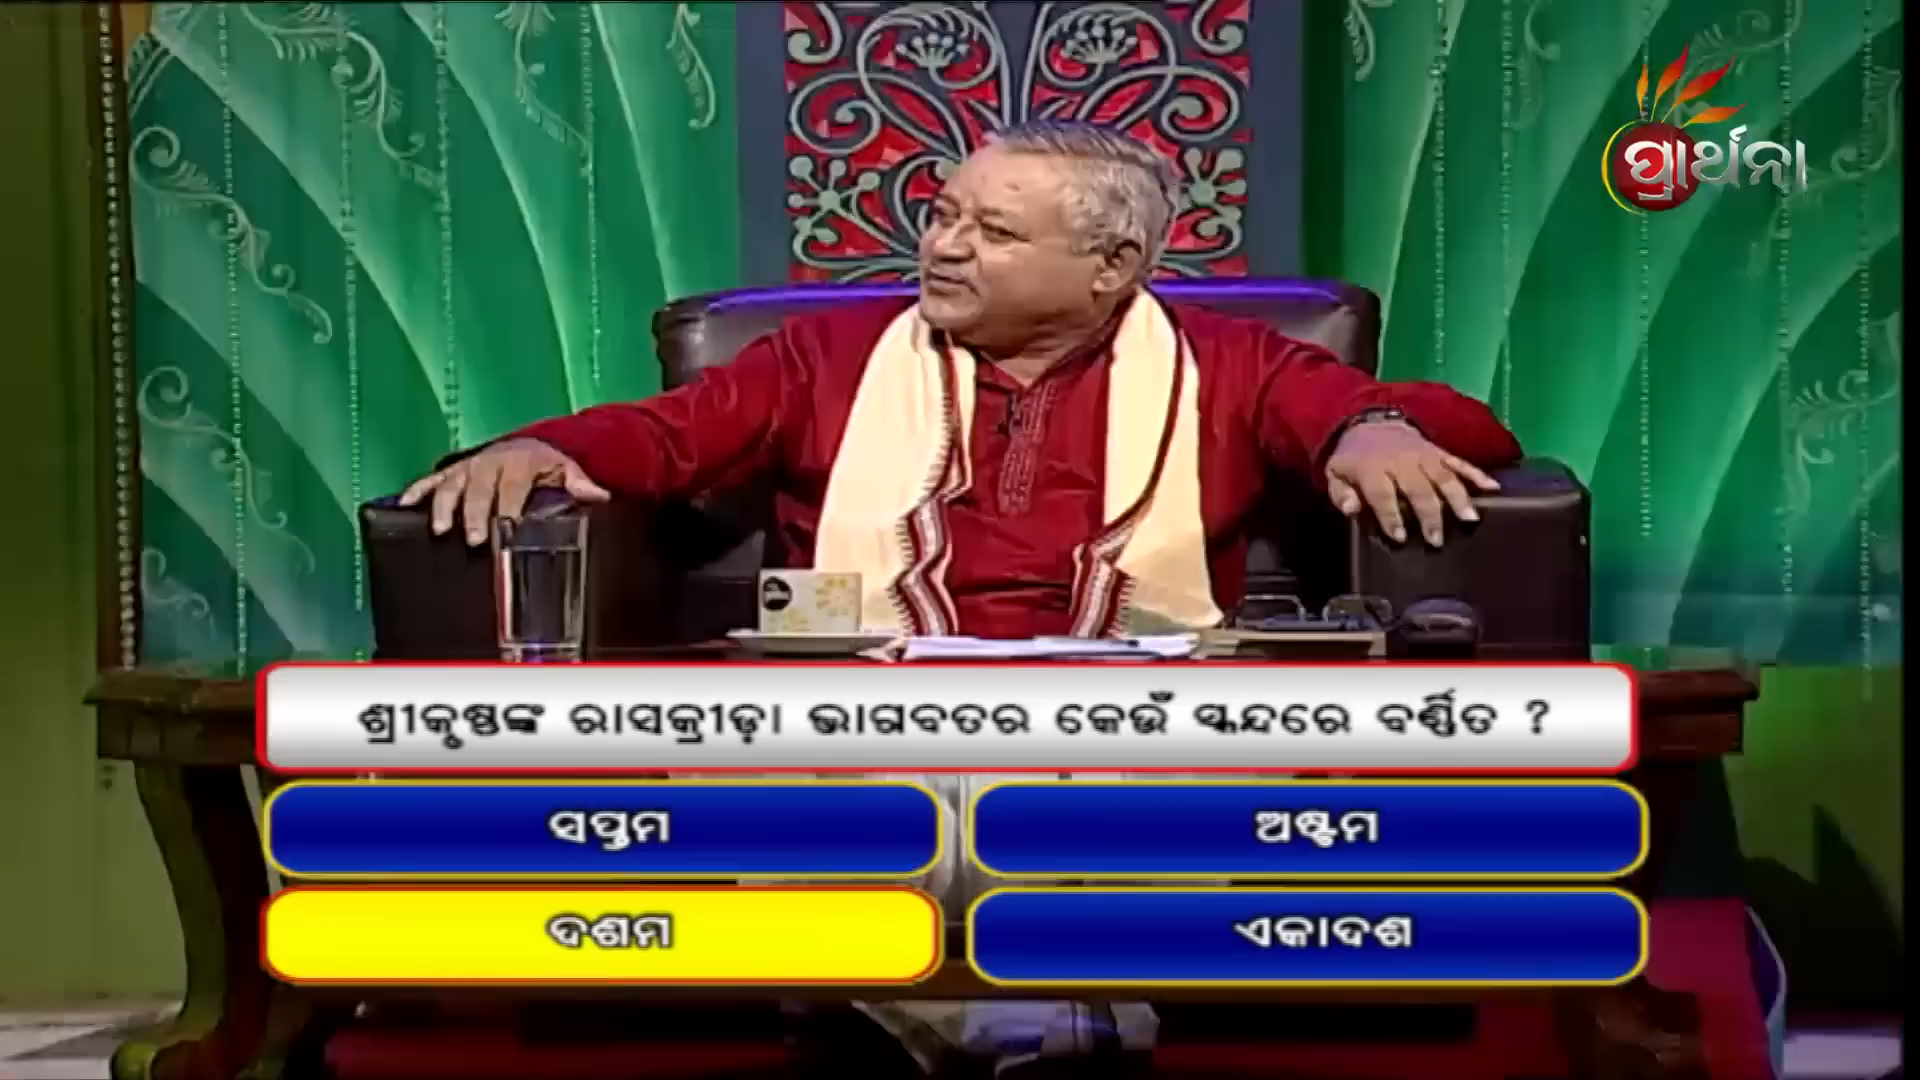 ପ୍ରାର୍ଥନା
ଶ୍ରୀକୃଷ୍ଣଙ୍କ ରାସକ୍ରୀଡ଼ା ଭାଗବତର କେଉଁ ସ୍କନ୍ଦରେ ବର୍ଣ୍ଣିତ ?
ସପ୍ତମ
ଅଷ୍ଟମ
ଦଶମ
ଏକାଦଶ